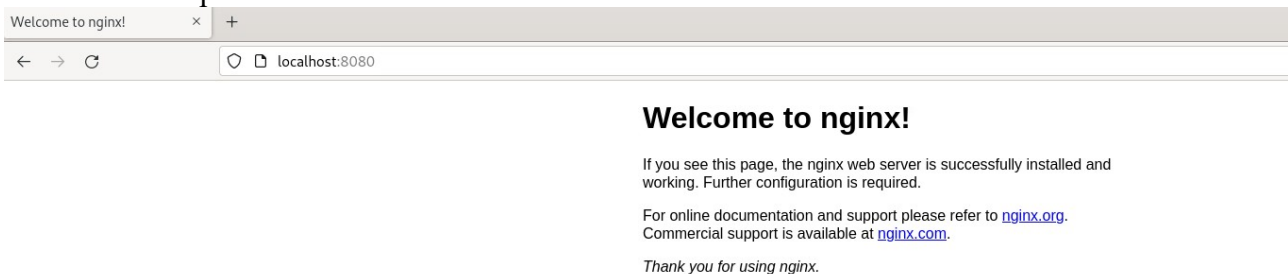 Welcome to nginx!
localhost:8080
Welcome to nginx!
If you see this page, the nginx web server is successfully installed and
working. Further configuration is required.
For online documentation and support please refer to nginx.org.
Commercial support is available at nginx.com.
Thank you for using nginx.